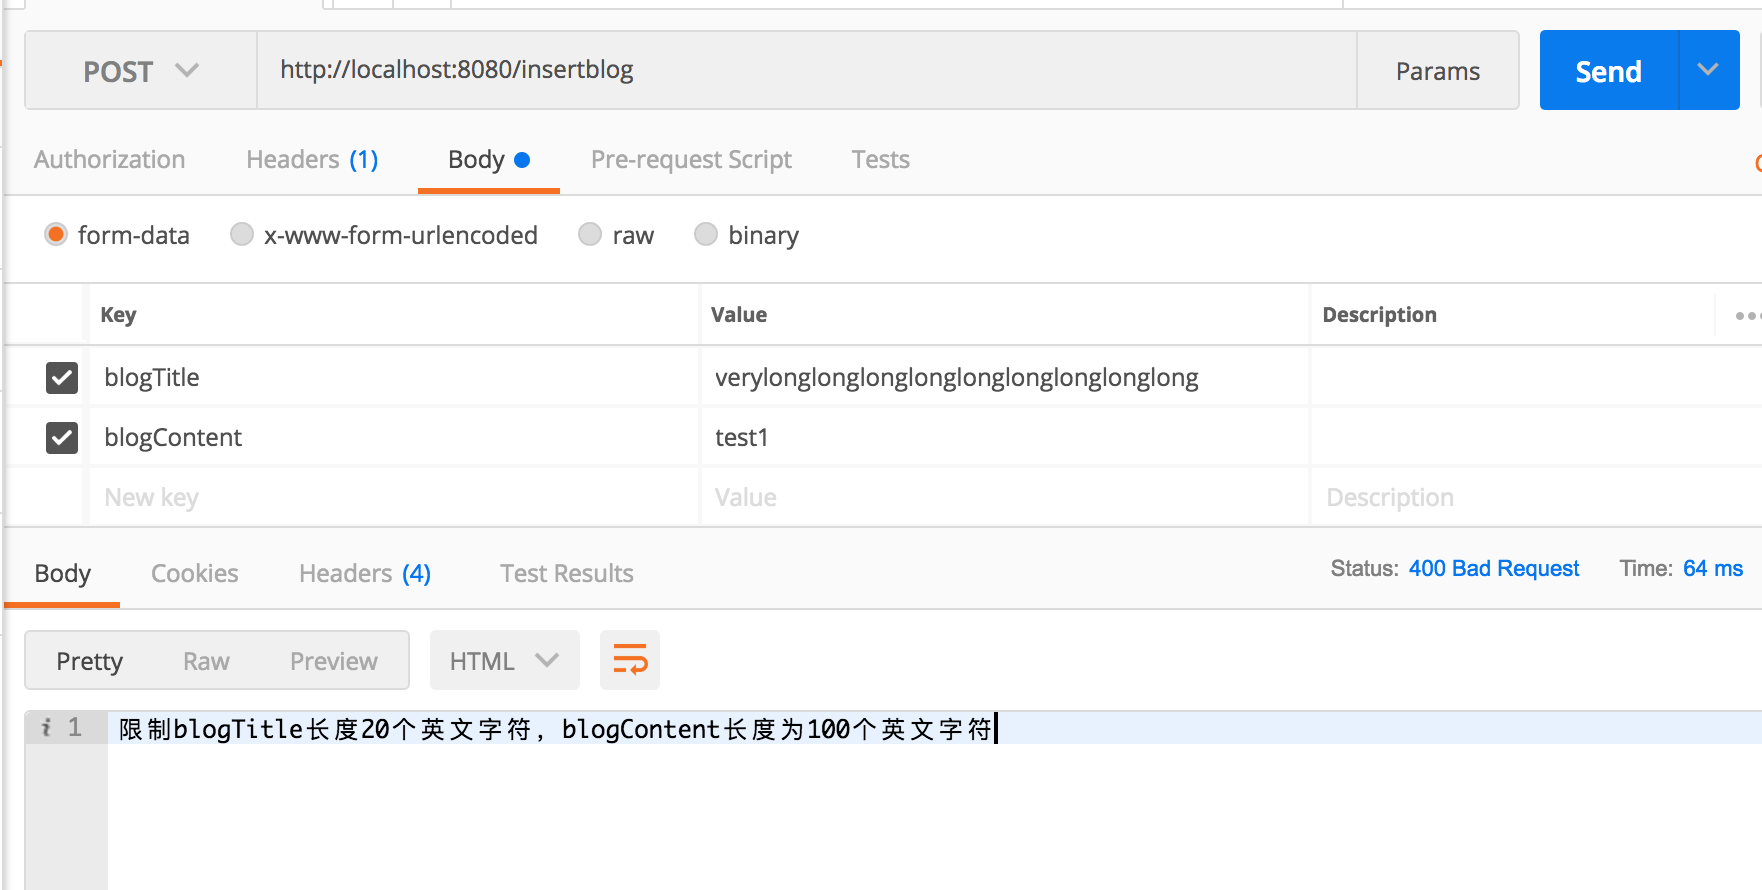 POST http://localhost:8080/insertblog Params Send
Authorization Headers (1) Body Pre-request Script Tests
form-data x-www-form-urlencoded raw binary
Key Value Description
blogTitle verylonglonglonglonglonglonglonglonglong
blogContent test1
New key Value Description
Body Cookies Headers (4) Test Results Status: 400 Bad Request Time: 64 ms
Pretty Raw Preview HTML
i 1 限制blogTitle长度20个英文字符，blogContent长度为100个英文字符